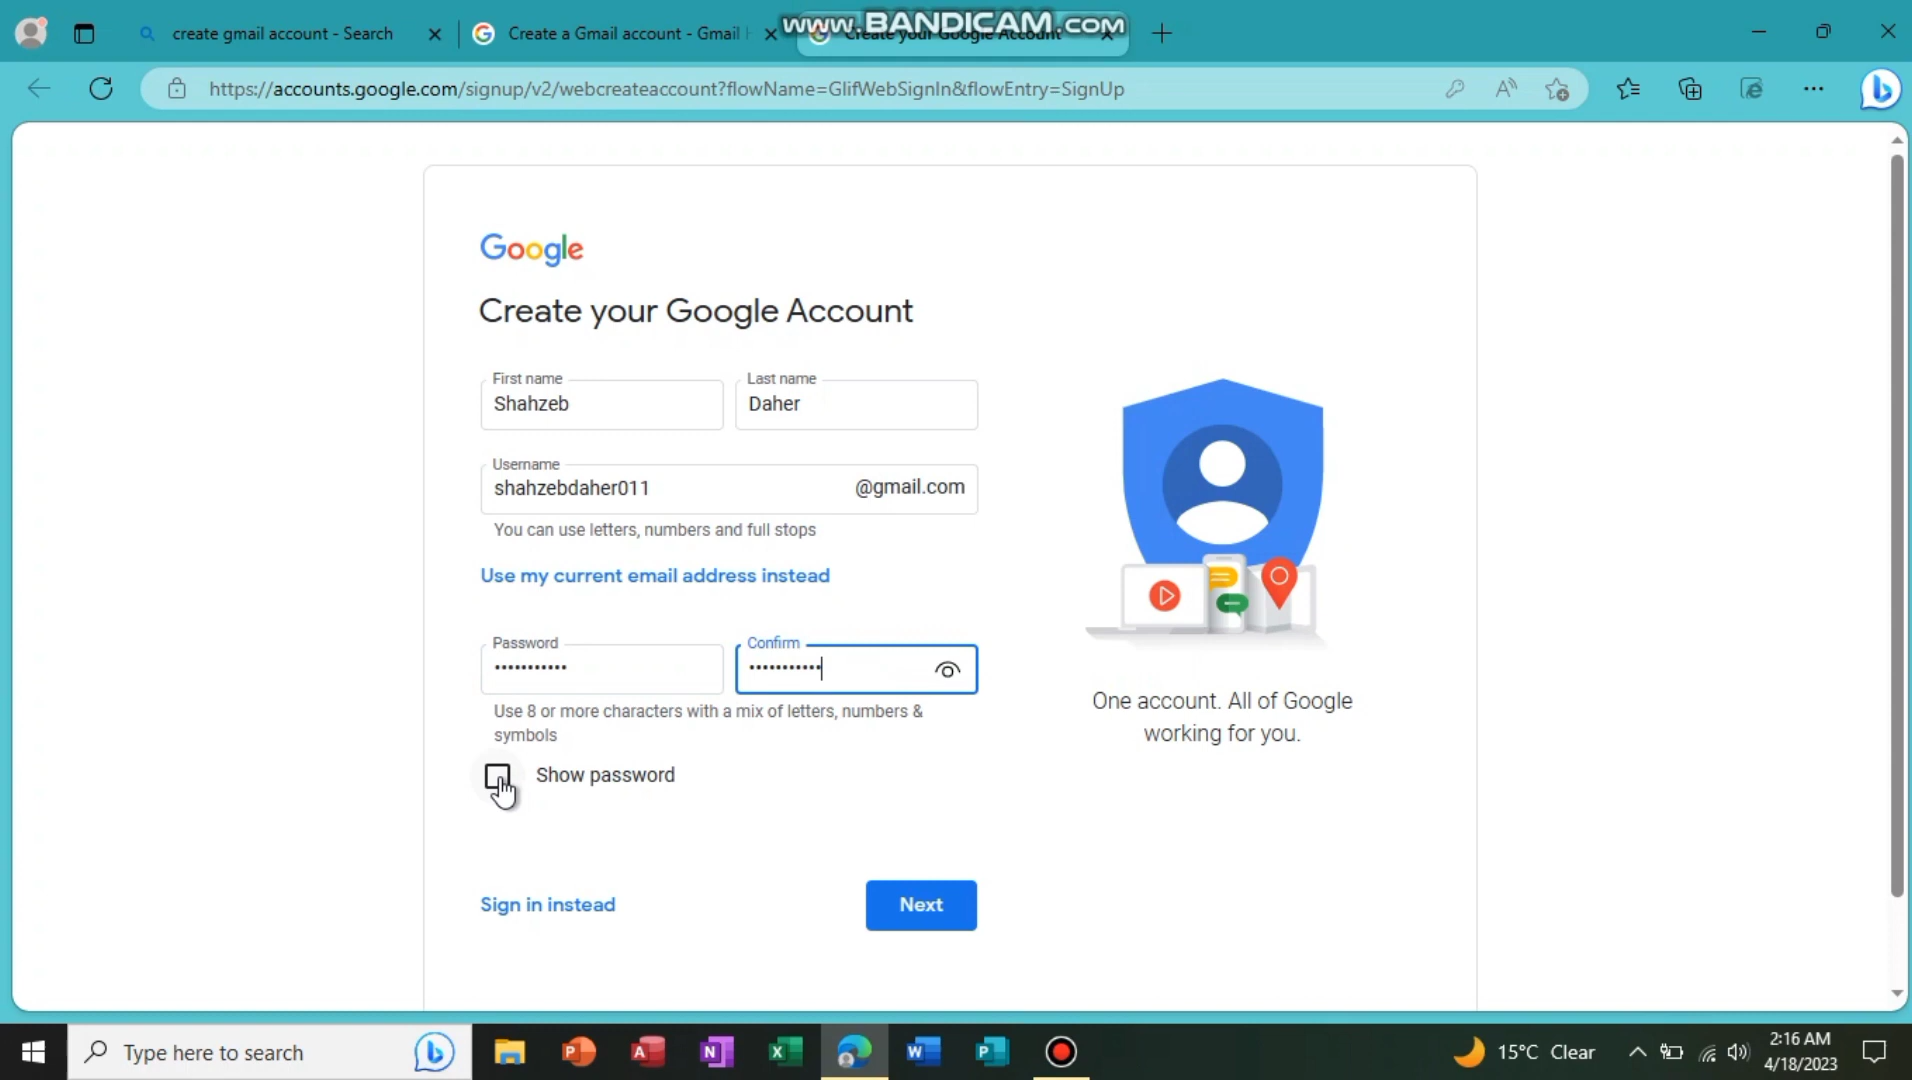 www.BANDICAM.com
create gmail account - Search
Create a Gmail account - Gmail
Create your Google Account
https://accounts.google.com/signup/v2/webcreateaccount?flowName=GlifWebSignIn&flowEntry=SignUp
Google
Create your Google Account
First name
Last name
Shahzeb
Daher
Username
shahzebdaher011
@gmail.com
You can use letters, numbers and full stops
Use my current email address instead
Password
Confirm
•••••••••••
•••••••••••
Use 8 or more characters with a mix of letters, numbers &
symbols
Show password
One account. All of Google
working for you.
Sign in instead
Next
Type here to search
15°C Clear
2:16 AM
4/18/2023